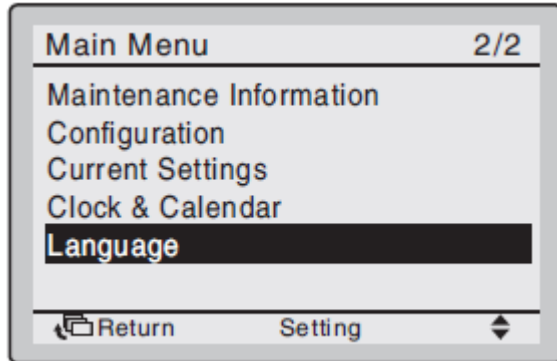 Main Menu 2/2
Maintenance Information
Configuration
Current Settings
Clock & Calendar
Language
Return Setting